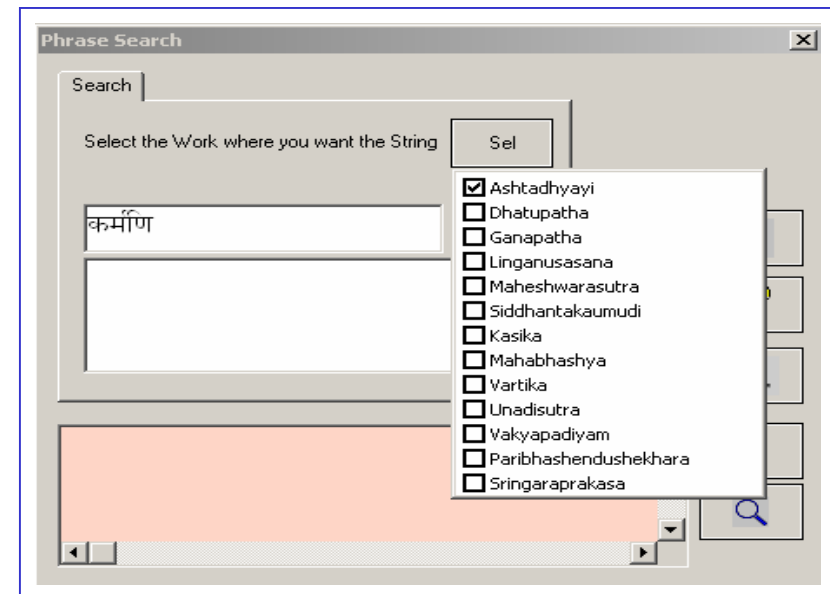 Phrase Search
Search
Select the Work where you want the String
Sel
कर्मणि
Ashtadhyayi
Dhatupatha
Ganapatha
Linganusasana
Maheshwarasutra
Siddhantakaumudi
Kasika
Mahabhashya
Vartika
Unadisutra
Vakyapadiyam
Paribhashendushekhara
Sringaraprakasa